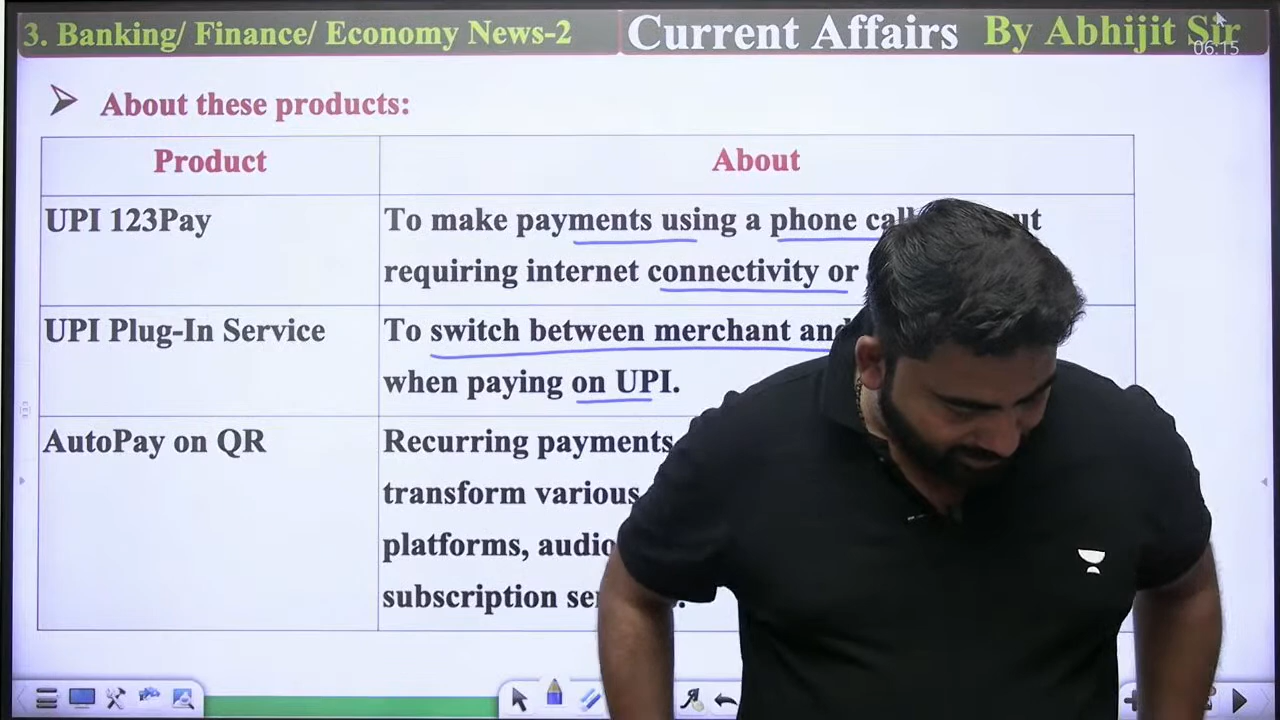 3. Banking/ Finance/ Economy News-2
Current Affairs By Abhijit Sir
06:15
About these products:
Product About
UPI 123Pay
To make payments using a phone call
requiring internet connectivity or
UPI Plug-In Service
To switch between merchant and
when paying on UPI.
AutoPay on QR
Recurring payments
transform various
platforms, audio
subscription